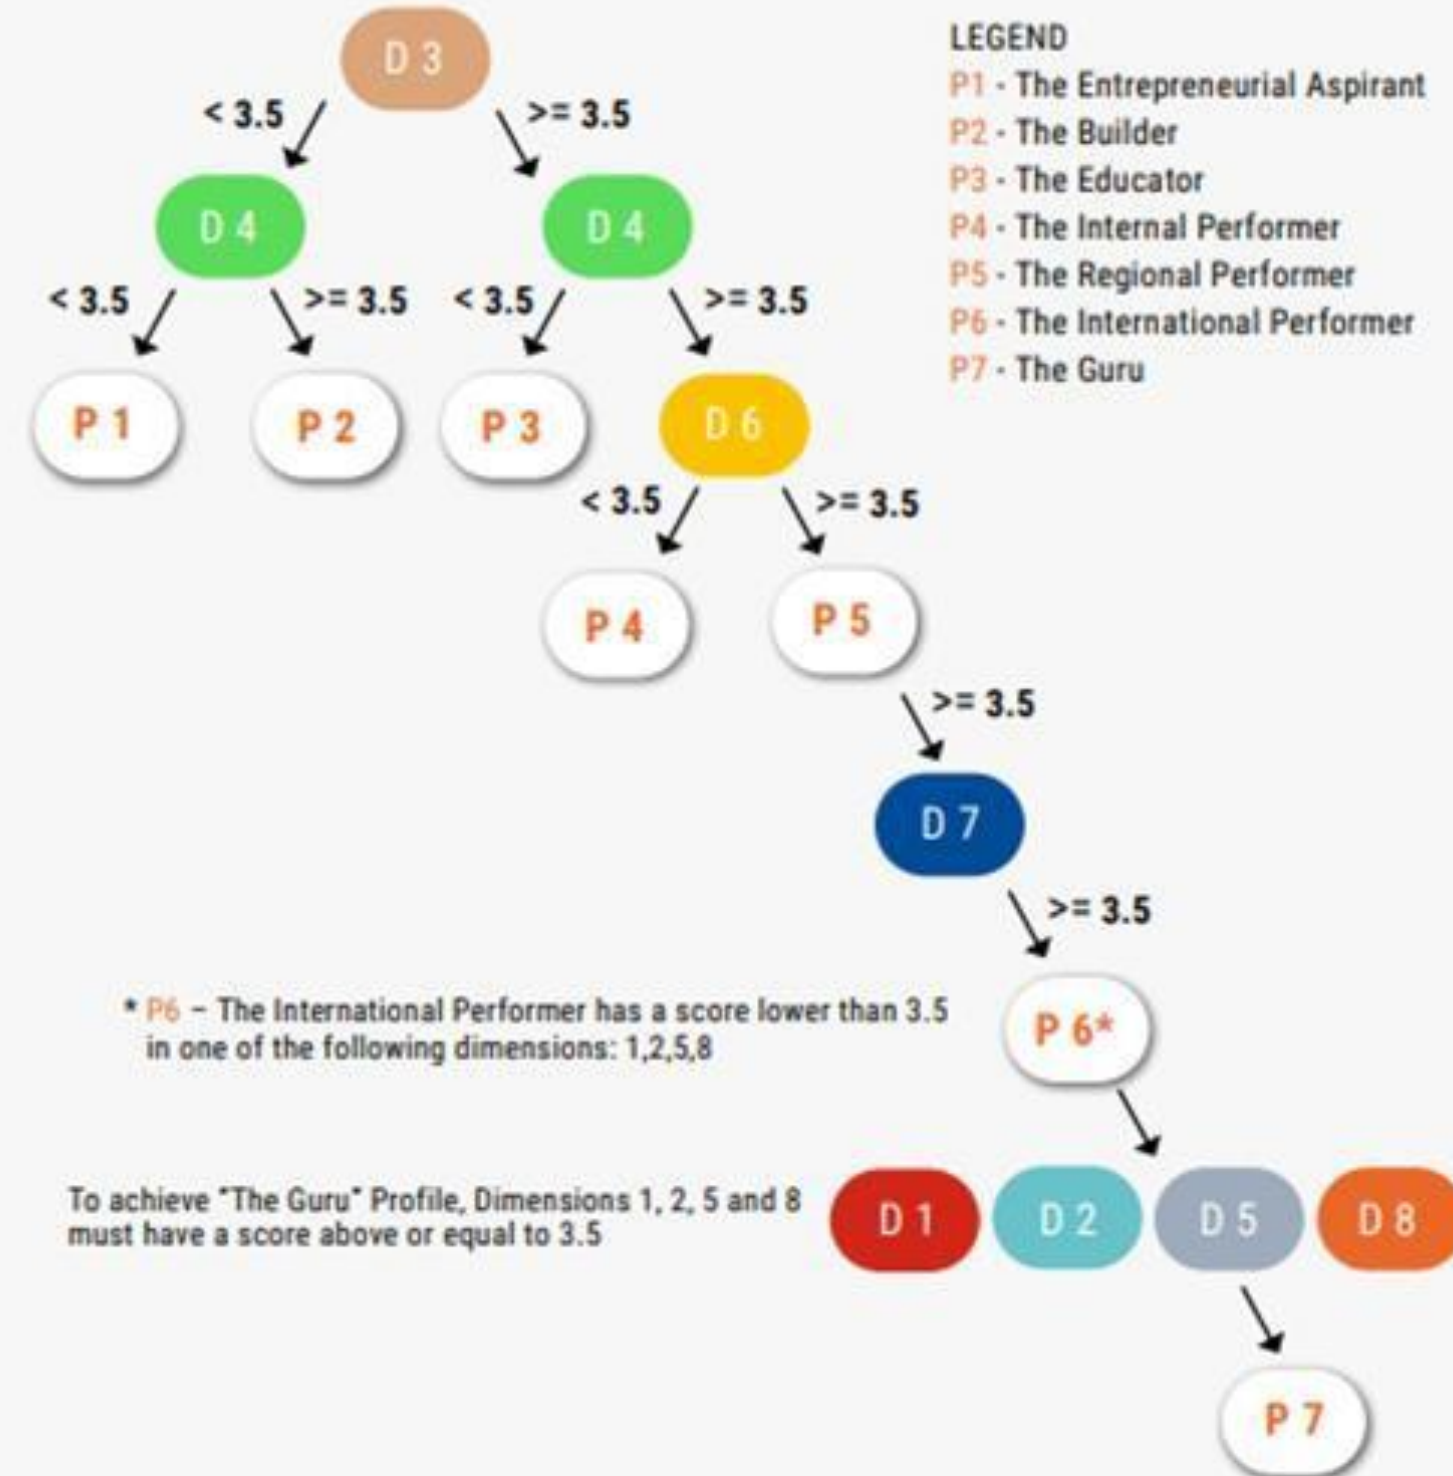 D 3
LEGEND
P1 - The Entrepreneurial Aspirant
P2 - The Builder
P3 - The Educator
P4 - The Internal Performer
P5 - The Regional Performer
P6 - The International Performer
P7 - The Guru
< 3.5
>= 3.5
D 4
D 4
< 3.5
>= 3.5
< 3.5
>= 3.5
P 1
P 2
P 3
D 6
< 3.5
>= 3.5
P 4
P 5
>= 3.5
D 7
>= 3.5
* P6 – The International Performer has a score lower than 3.5
in one of the following dimensions: 1,2,5,8
P 6*
To achieve "The Guru" Profile, Dimensions 1, 2, 5 and 8
must have a score above or equal to 3.5
D 1
D 2
D 5
D 8
P 7